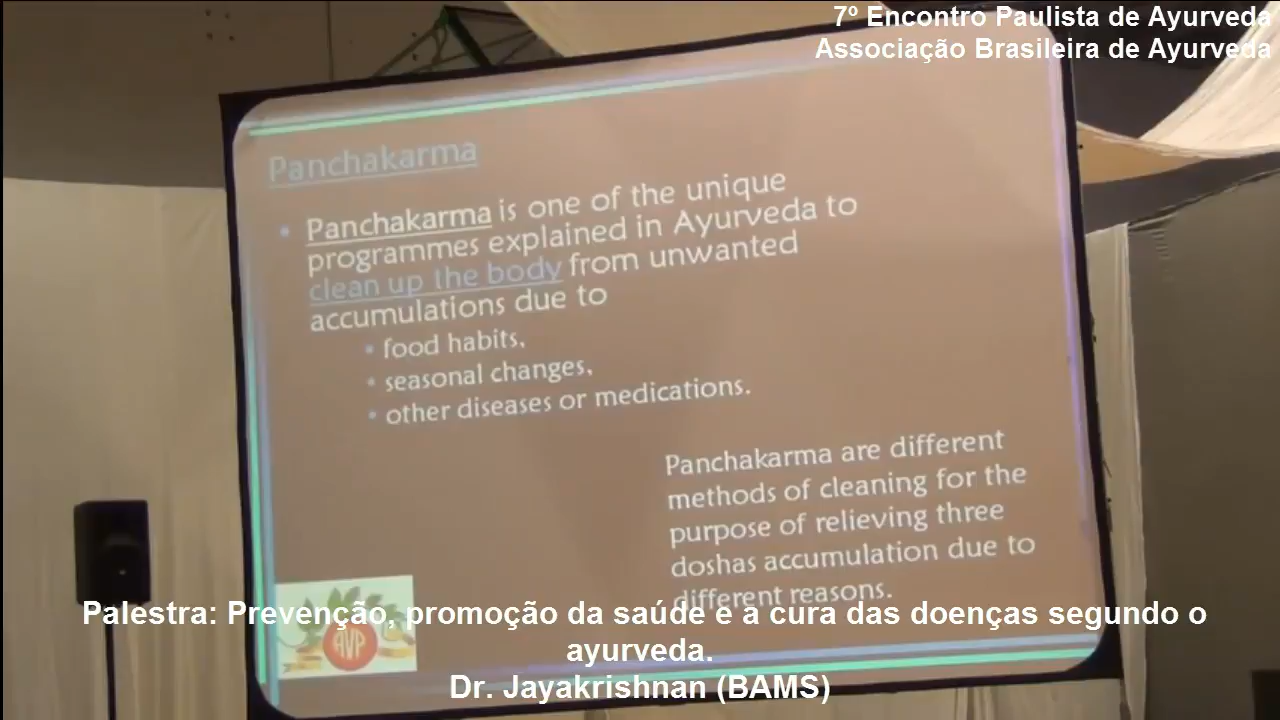 7º Encontro Paulista de Ayurveda
Associação Brasileira de Ayurveda
Panchakarma
Panchakarma is one of the unique
programmes explained in Ayurveda to
clean up the body from unwanted
accumulations due to
food habits,
seasonal changes,
other diseases or medications.
Panchakarma are different
methods of cleaning for the
purpose of relieving three
doshas accumulation due to
different reasons.
AVP
Palestra: Prevenção, promoção da saúde e a cura das doenças segundo o
ayurveda.
Dr. Jayakrishnan (BAMS)